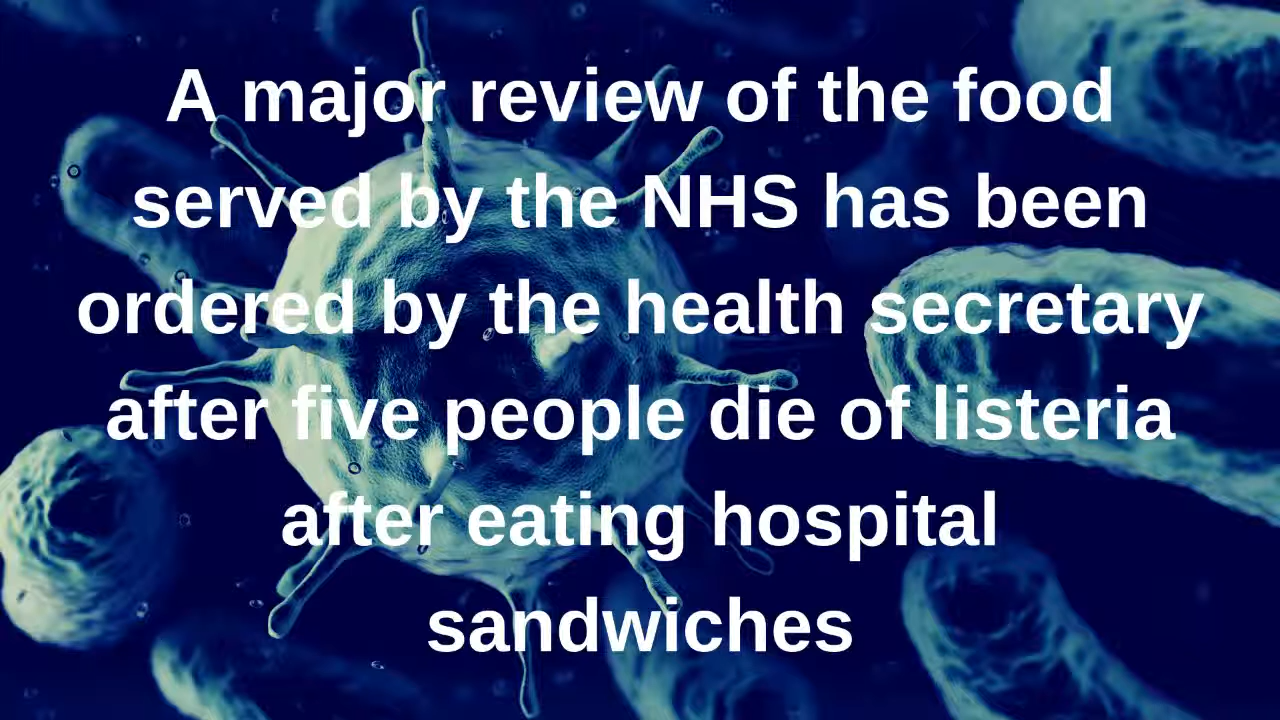 A major review of the food
served by the NHS has been
ordered by the health secretary
after five people die of listeria
after eating hospital
sandwiches